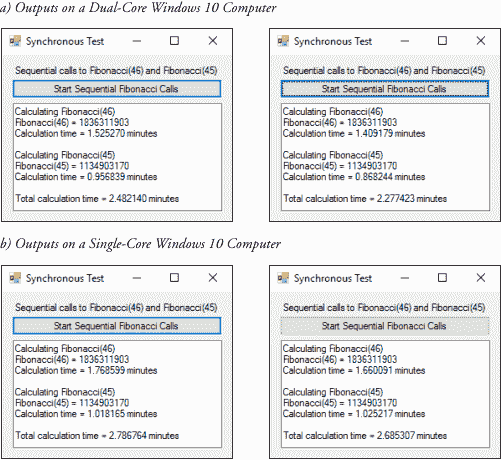 a) Outputs on a Dual-Core Windows 10 Computer
Synchronous Test
Sequential calls to Fibonacci(46) and Fibonacci(45)
Start Sequential Fibonacci Calls
Calculating Fibonacci(46)
Fibonacci(46) = 1836311903
Calculation time = 1.525270 minutes
Calculating Fibonacci(45)
Fibonacci(45) = 1134903170
Calculation time = 0.956839 minutes
Total calculation time = 2.482140 minutes
Synchronous Test
Sequential calls to Fibonacci(46) and Fibonacci(45)
Start Sequential Fibonacci Calls
Calculating Fibonacci(46)
Fibonacci(46) = 1836311903
Calculation time = 1.409179 minutes
Calculating Fibonacci(45)
Fibonacci(45) = 1134903170
Calculation time = 0.868244 minutes
Total calculation time = 2.277423 minutes
b) Outputs on a Single-Core Windows 10 Computer
Synchronous Test
Sequential calls to Fibonacci(46) and Fibonacci(45)
Start Sequential Fibonacci Calls
Calculating Fibonacci(46)
Fibonacci(46) = 1836311903
Calculation time = 1.768599 minutes
Calculating Fibonacci(45)
Fibonacci(45) = 1134903170
Calculation time = 1.018165 minutes
Total calculation time = 2.786764 minutes
Synchronous Test
Sequential calls to Fibonacci(46) and Fibonacci(45)
Start Sequential Fibonacci Calls
Calculating Fibonacci(46)
Fibonacci(46) = 1836311903
Calculation time = 1.660091 minutes
Calculating Fibonacci(45)
Fibonacci(45) = 1134903170
Calculation time = 1.025217 minutes
Total calculation time = 2.685307 minutes